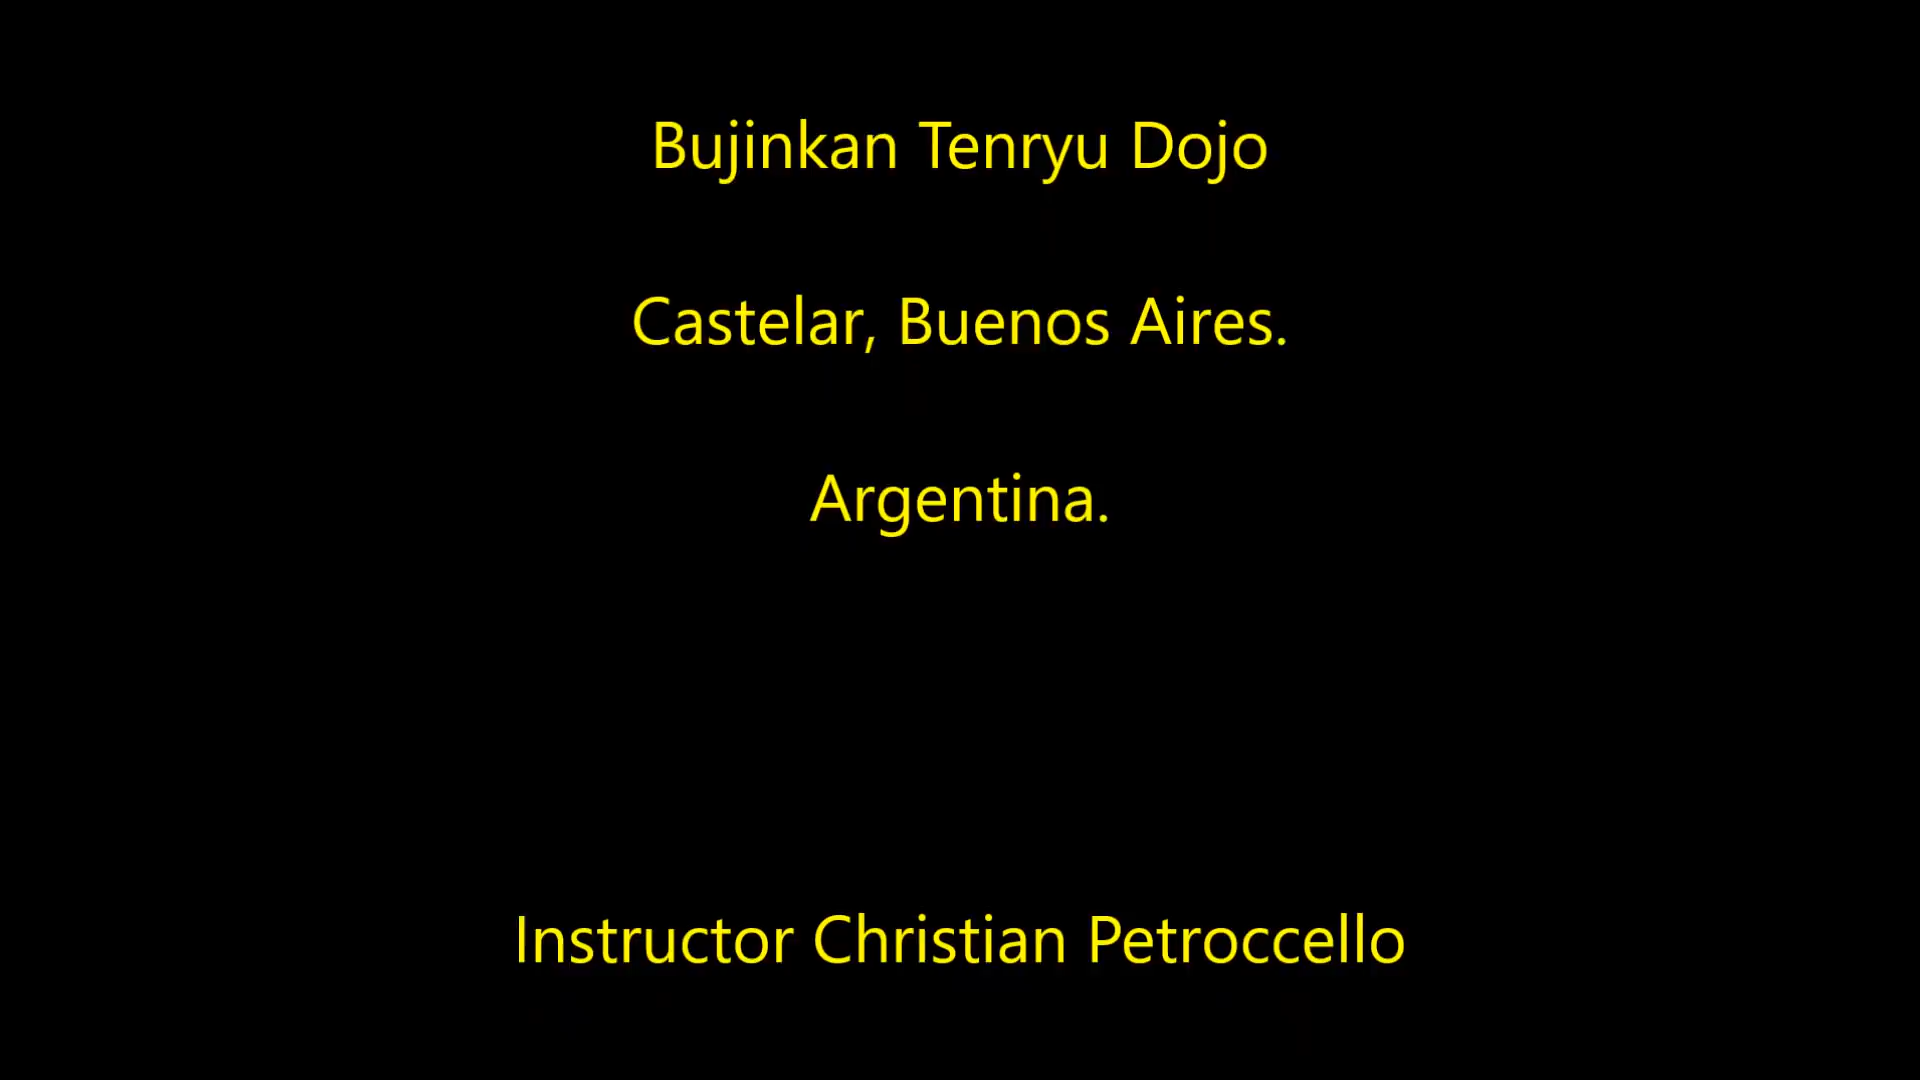 Bujinkan Tenryu Dojo
Castelar, Buenos Aires.
Argentina.
Instructor Christian Petroccello